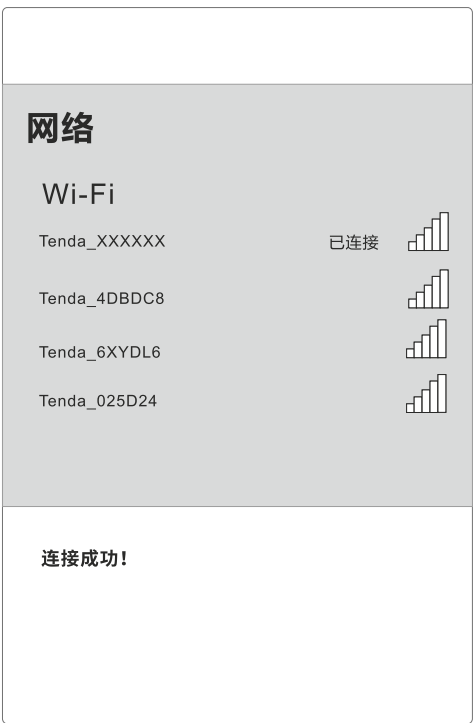 网络
Wi-Fi
Tenda_XXXXXX 已连接
Tenda_4DBDC8
Tenda_6XYDL6
Tenda_025D24
连接成功！